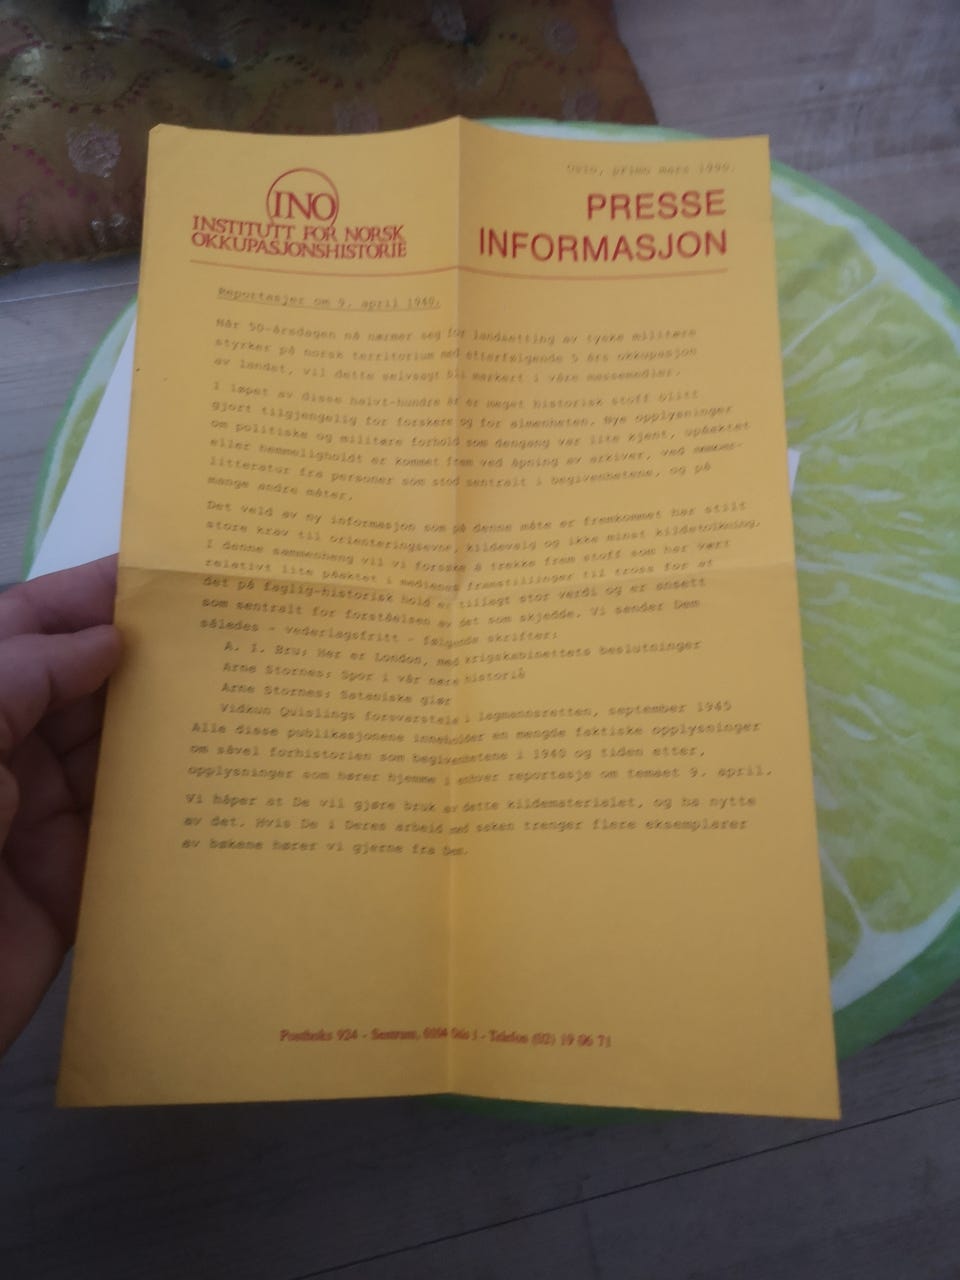 Oslo, primo mars 1990.
INO
INSTITUTT FOR NORSK
OKKUPASJONSHISTORIE
PRESSE
INFORMASJON
Reportasjer om 9. april 1940.
Når 50-årsdagen nå nærmer seg for landsetting av tyske militære
styrker på norsk territorium med etterfølgende 5 års okkupasjon
av landet, vil dette selvsagt bli markert i våre massemedier.
I løpet av disse halvt-hundre år er meget historisk stoff blitt
gjort tilgjengelig for forskere og for almenheten. Nye opplysninger
om politiske og militære forhold som dengang var lite kjent, upåaktet
eller hemmeligholdt er kommet frem ved åpning av arkiver, ved memoar-
litteratur fra personer som stod sentralt i begivenhetene, og på
mange andre måter.
Det veld av ny informasjon som på denne måte er fremkommet har stilt
store krav til orienteringsevne, kildevalg og ikke minst kildetolkning.
I denne sammenheng vil vi forsøke å trekke frem stoff som har vært
relativt lite påaktet i medienes fremstillinger til tross for at
det på faglig-historisk hold er tillagt stor verdi og er ansett
som sentralt for forståelsen av det som skjedde. Vi sender Dem
således - vederlagsfritt - følgende skrifter:
A. I. Bru: Her er London, med krigskabinettets beslutninger
Arne Stornes: Spor i vår nære historie
Arne Stornes: Sataniske glør
Vidkun Quislings forsvarstale i lagmannsretten, september 1945
Alle disse publikasjonene inneholder en mengde faktiske opplysninger
om såvel forhistorien som begivenhetene i 1940 og tiden etter,
opplysninger som hører hjemme i enhver reportasje om temaet 9. april.
Vi håper at De vil gjøre bruk av dette kildematerialet, og ha nytte
av det. Hvis De i Deres arbeid med saken trenger flere eksemplarer
av bøkene hører vi gjerne fra Dem.
Postboks 924 - Sentrum, 0104 Oslo 1 - Telefon (02) 19 06 71